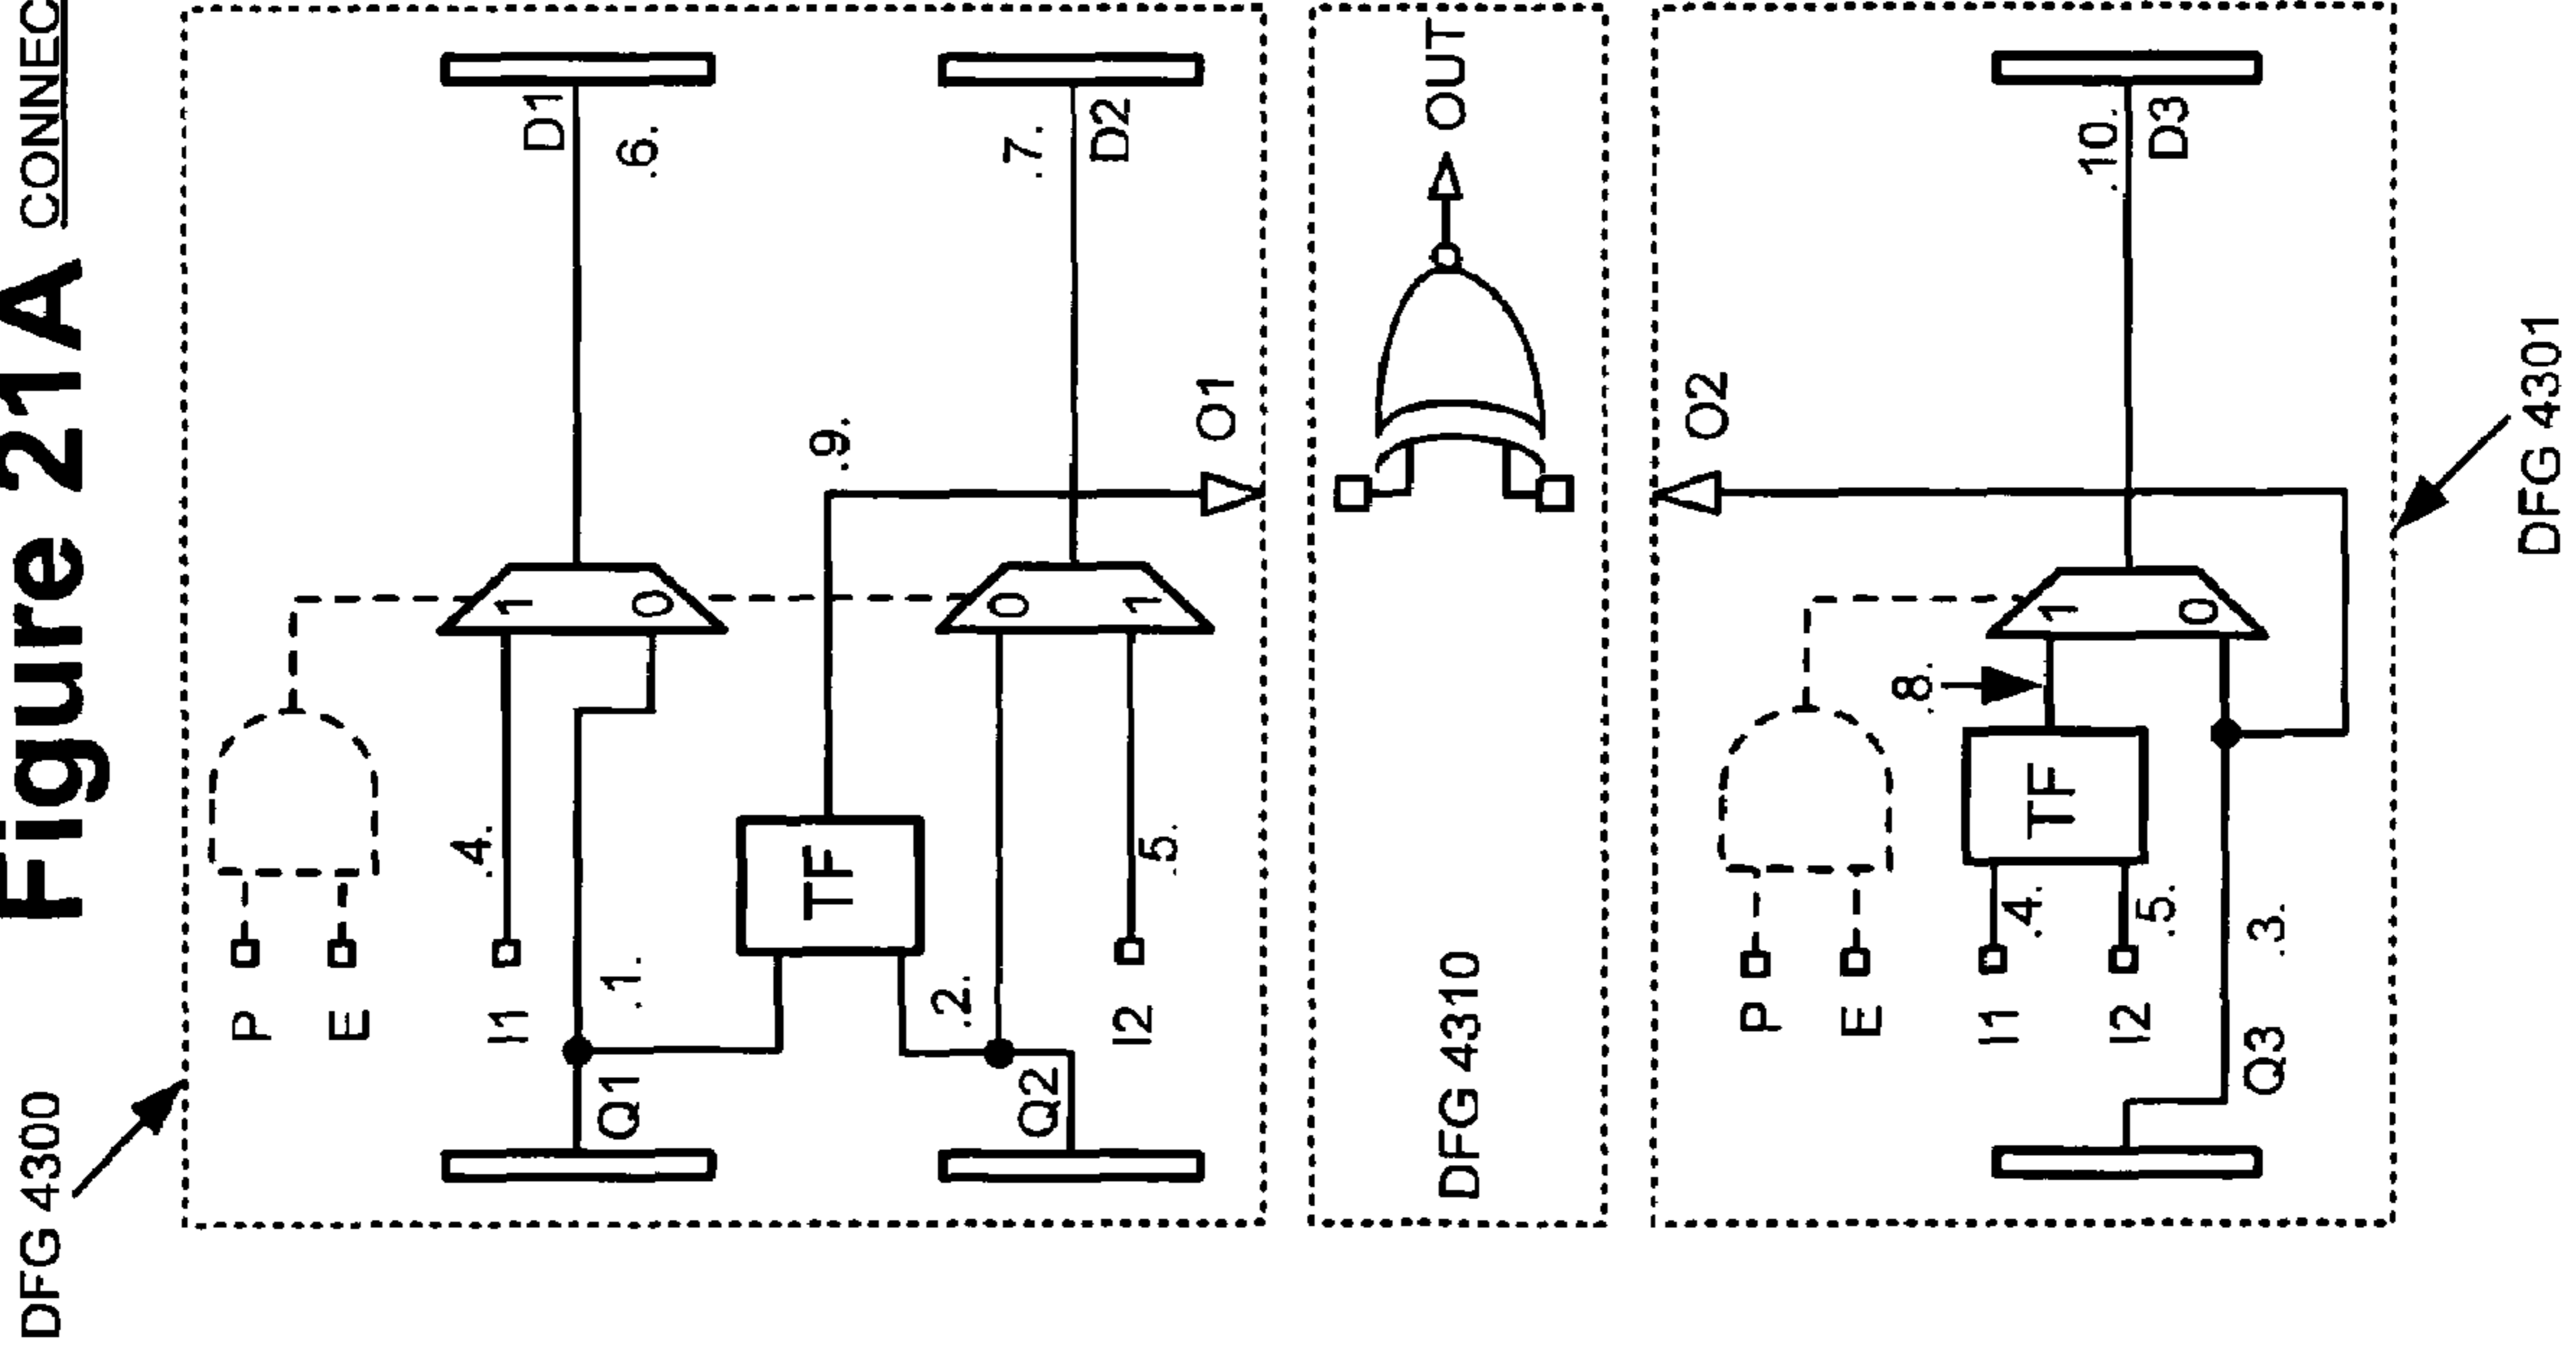 Figure 21A
CONNEC
DFG 4300
P
E
I1
.4.
1
0
D1
.6.
Q1
.1.
TF
.9.
Q2
.2.
0
1
.7.
D2
I2
.5.
O1
DFG 4310
OUT
O2
P
E
.8.
I1
.4.
TF
1
0
.10.
D3
I2
.5.
Q3
.3.
DFG 4301